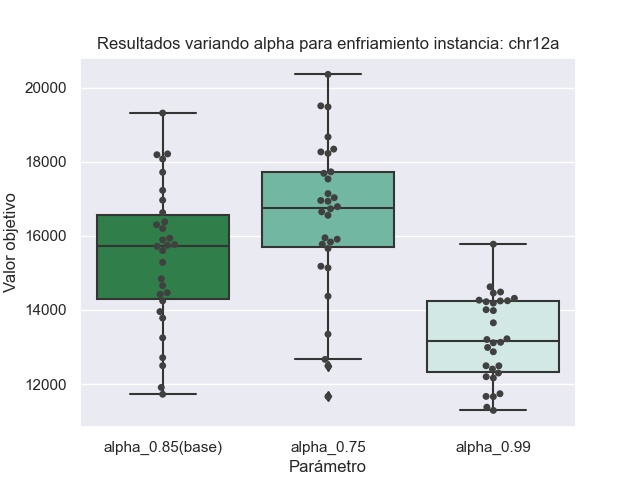 Resultados variando alpha para enfriamiento instancia: chr12a
20000
18000
16000
14000
12000
Valor objetivo
alpha_0.85(base)
alpha_0.75
alpha_0.99
Parámetro